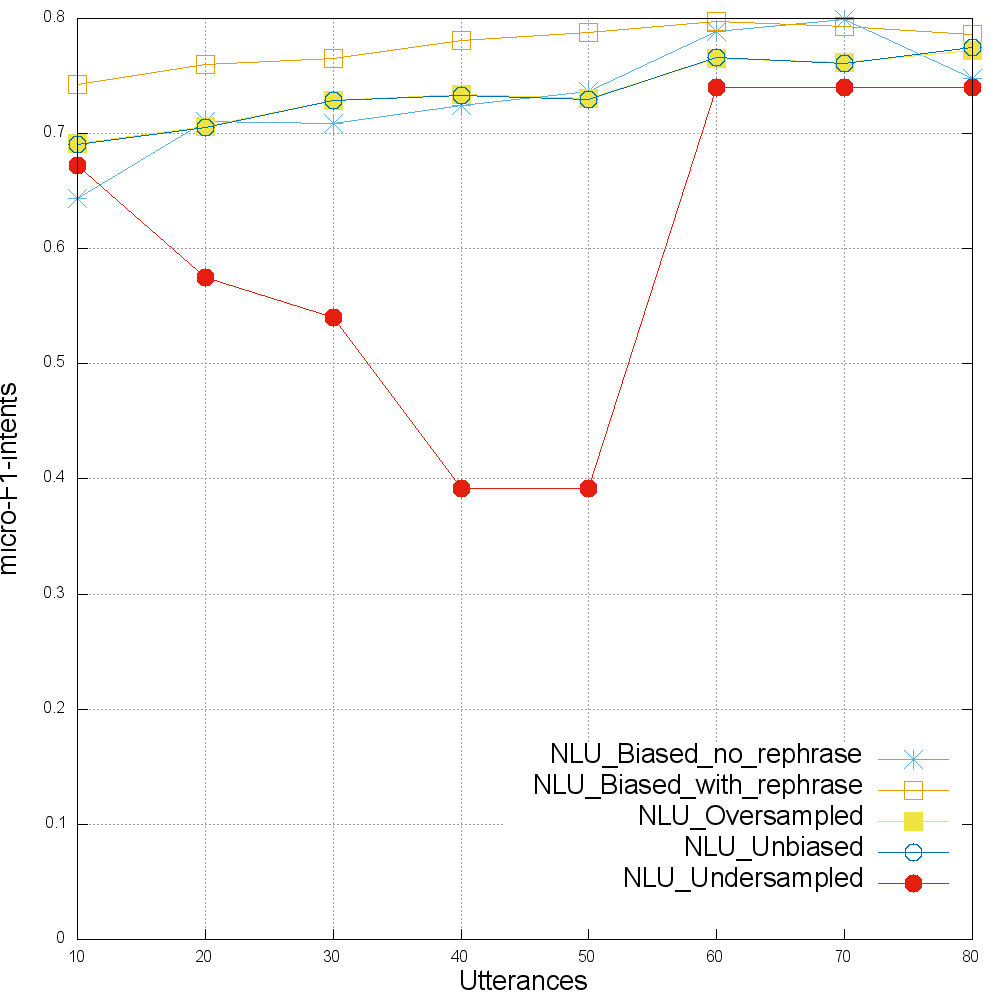 0.8
0.7
0.6
0.5
0.4
0.3
0.2
0.1
0
micro-F1-intents
NLU_Biased_no_rephrase
NLU_Biased_with_rephrase
NLU_Oversampled
NLU_Unbiased
NLU_Undersampled
10 20 30 40 50 60 70 80
Utterances